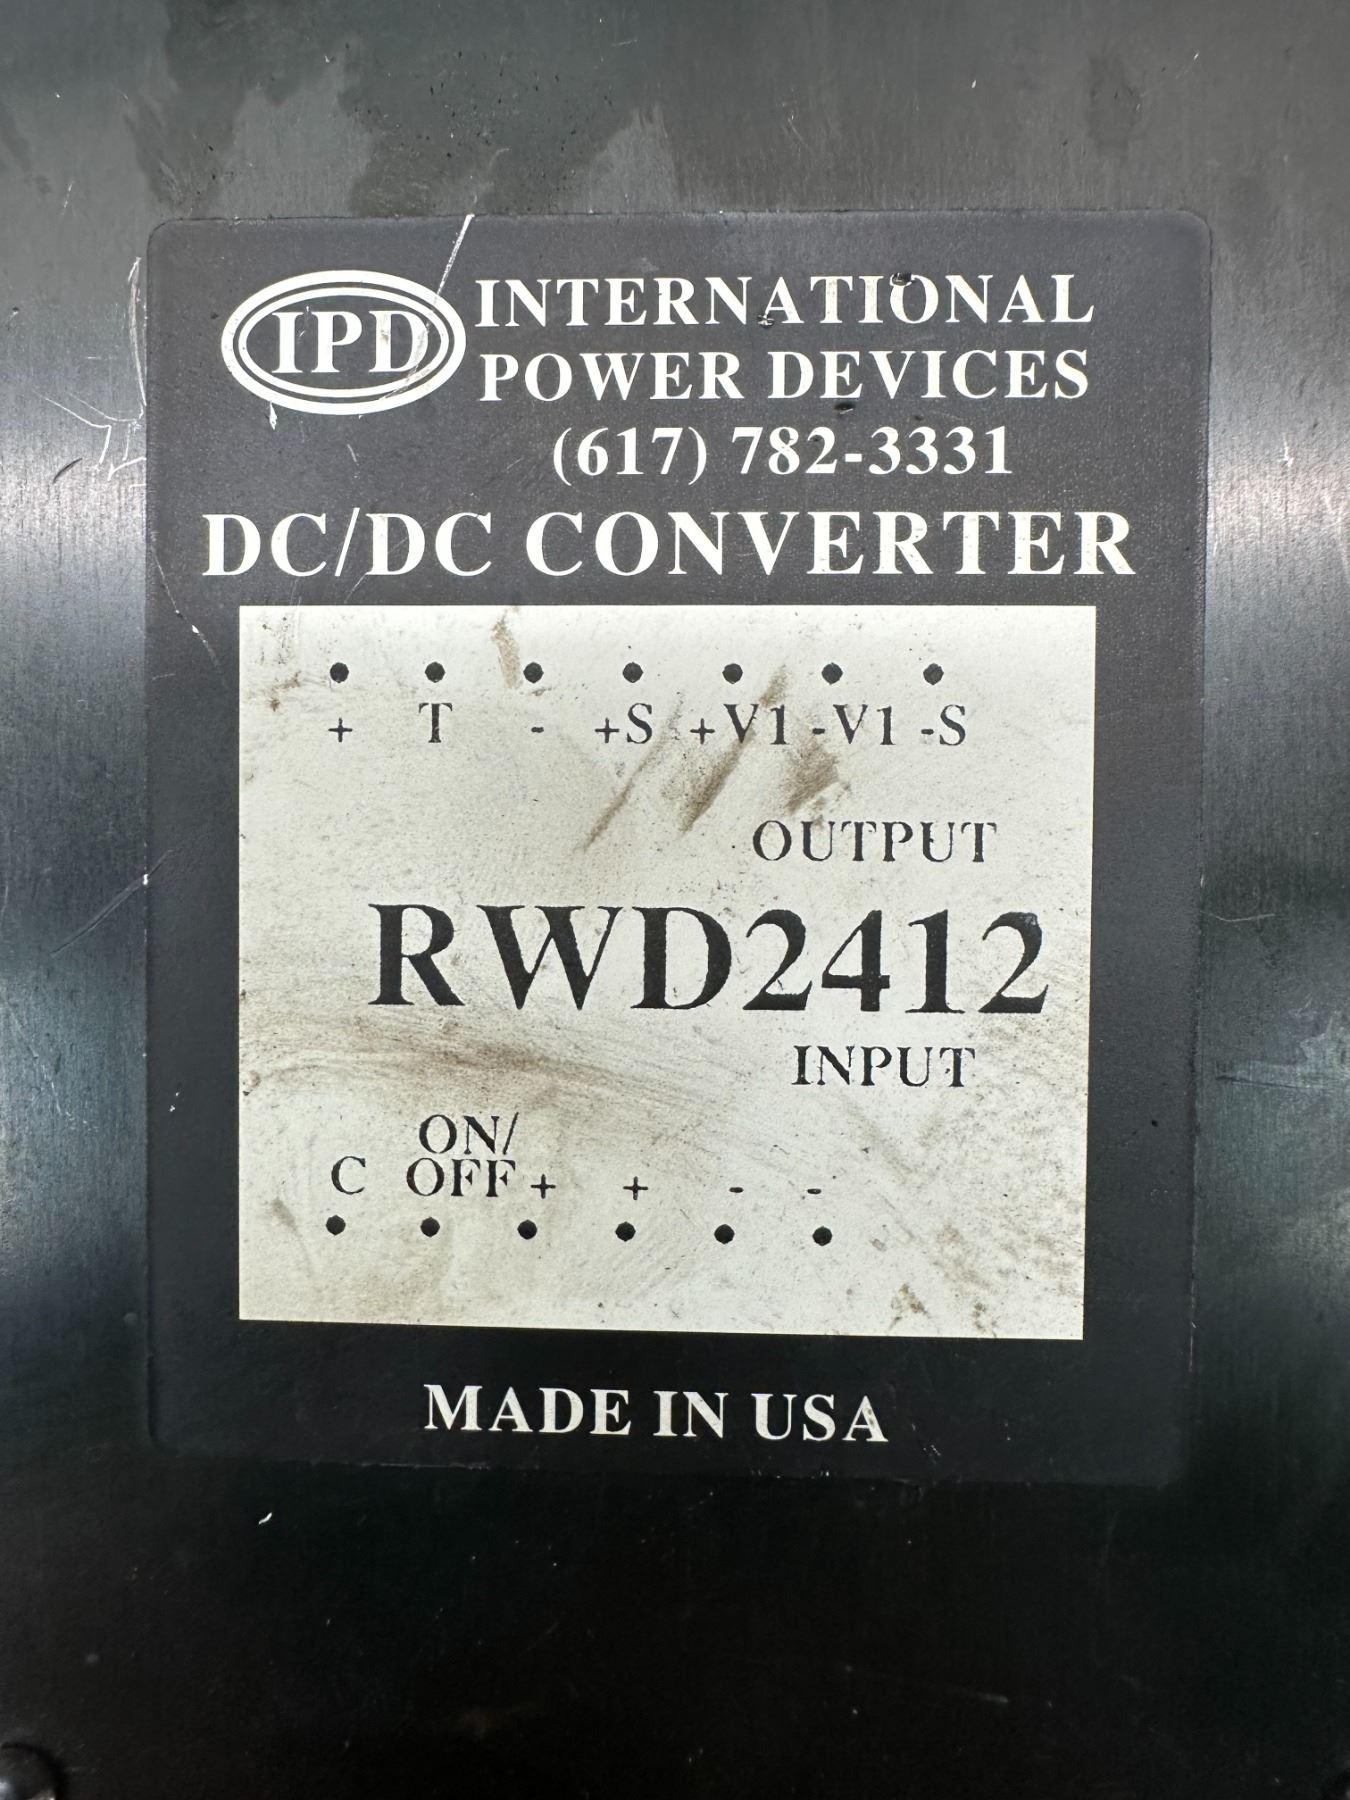 IPD
INTERNATIONAL
POWER DEVICES
(617) 782-3331
DC/DC CONVERTER
+ T - +S +V1 -V1 -S
OUTPUT
RWD2412
INPUT
ON/
C OFF + + - -
MADE IN USA